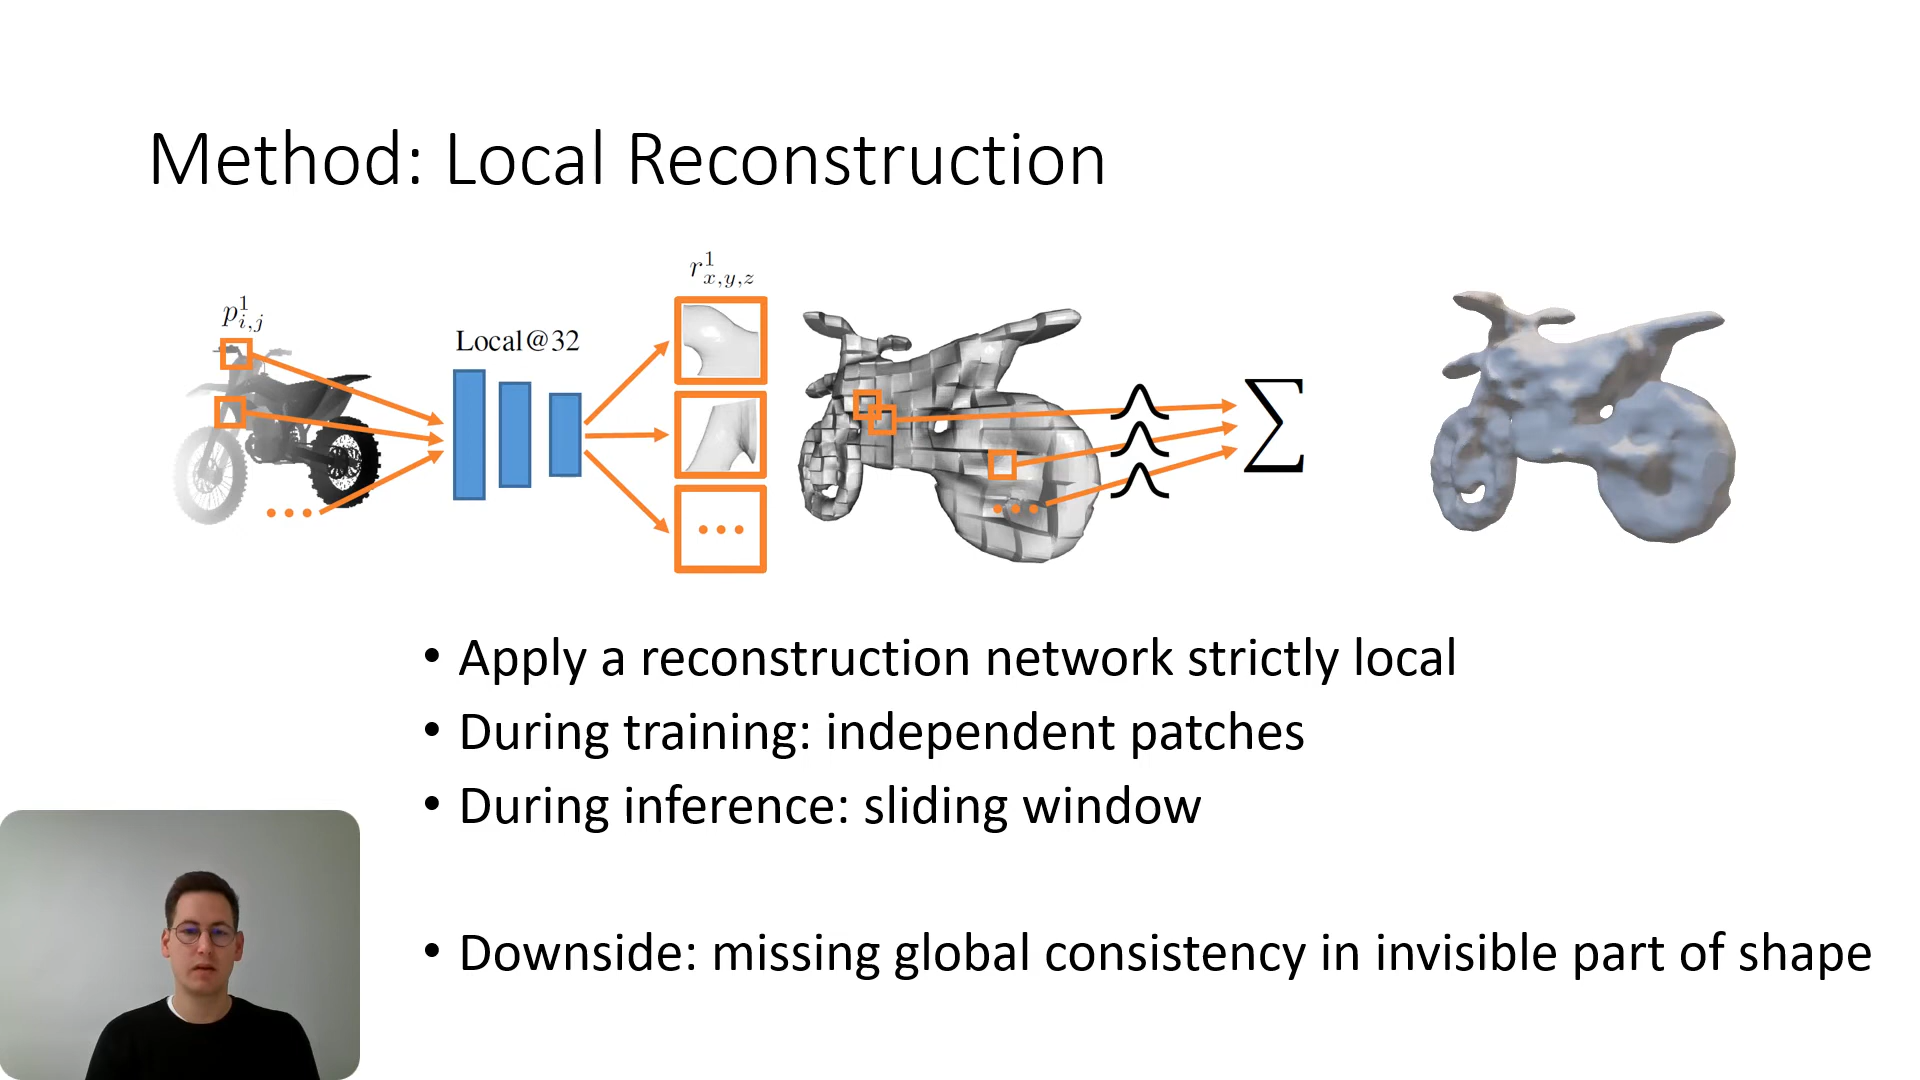 Method: Local Reconstruction
r¹x,y,z
p¹i,j
Local@32
∑
• Apply a reconstruction network strictly local
• During training: independent patches
• During inference: sliding window
• Downside: missing global consistency in invisible part of shape